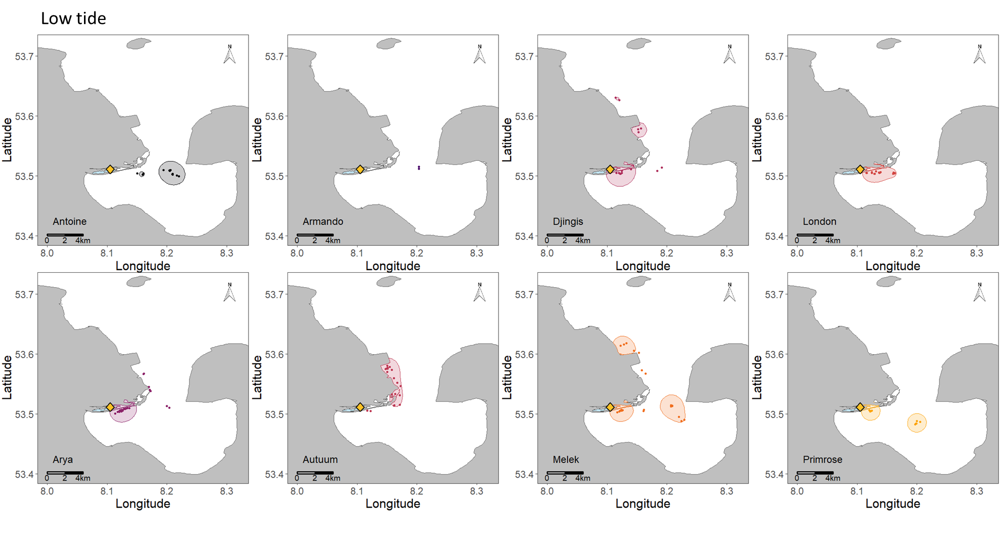 Low tide
N N N N
53.7 53.7 53.7 53.7
53.6 53.6 53.6 53.6
53.5 53.5 53.5 53.5
53.4 53.4 53.4 53.4
Latitude Latitude Latitude Latitude
Antoine Armando Djingis London
0 2 4km 0 2 4km 0 2 4km 0 2 4km
8.0 8.1 8.2 8.3 8.0 8.1 8.2 8.3 8.0 8.1 8.2 8.3 8.0 8.1 8.2 8.3
Longitude Longitude Longitude Longitude
N N N N
53.7 53.7 53.7 53.7
53.6 53.6 53.6 53.6
53.5 53.5 53.5 53.5
53.4 53.4 53.4 53.4
Latitude Latitude Latitude Latitude
Arya Autuum Melek Primrose
0 2 4km 0 2 4km 0 2 4km 0 2 4km
8.0 8.1 8.2 8.3 8.0 8.1 8.2 8.3 8.0 8.1 8.2 8.3 8.0 8.1 8.2 8.3
Longitude Longitude Longitude Longitude